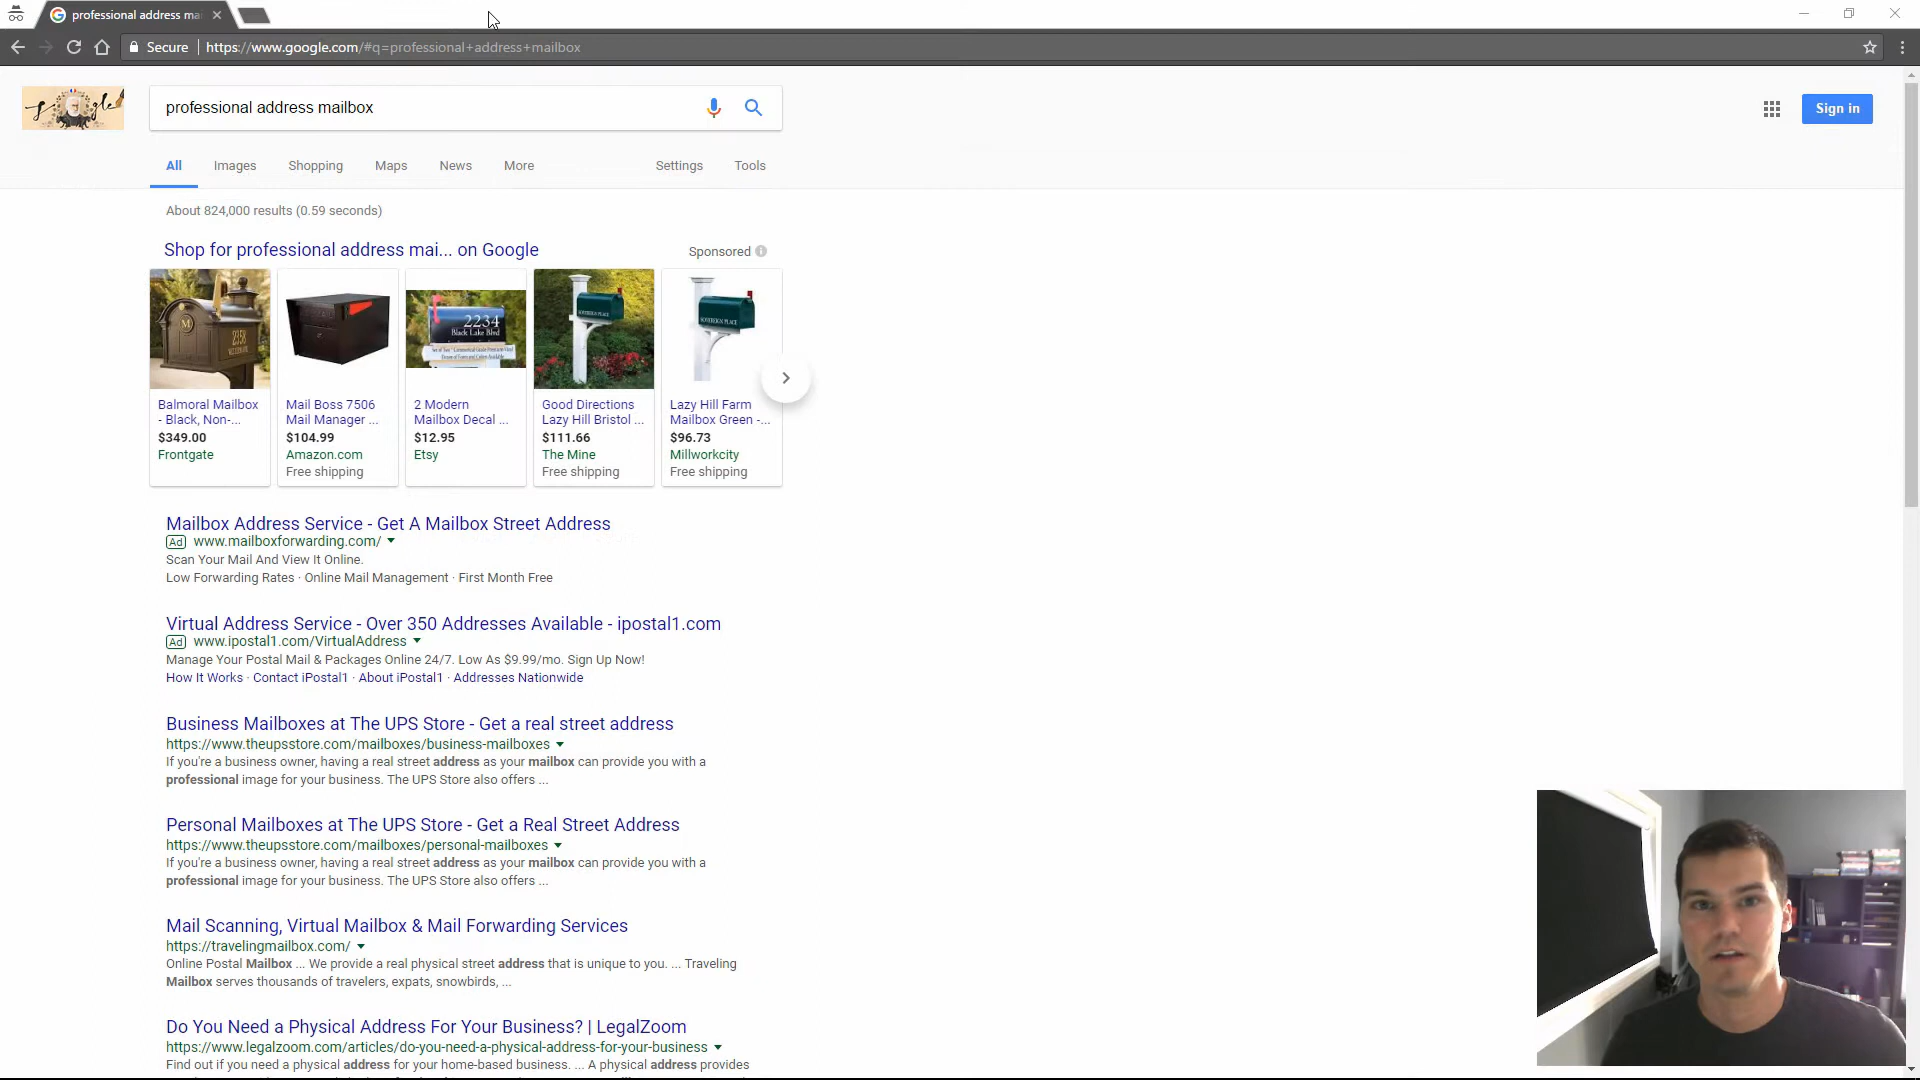 professional address mai
Secure https://www.google.com/#q=professional+address+mailbox
professional address mailbox
Sign in
All Images Shopping Maps News More Settings Tools
About 824,000 results (0.59 seconds)
Shop for professional address mai... on Google
Sponsored
2234
Black Lake Blvd
2358
M
SOVEREIGN PLACE
SOVEREIGN PLACE
Balmoral Mailbox
- Black, Non-...
$349.00
Frontgate
Mail Boss 7506
Mail Manager ...
$104.99
Amazon.com
Free shipping
2 Modern
Mailbox Decal ...
$12.95
Etsy
Good Directions
Lazy Hill Bristol ...
$111.66
The Mine
Free shipping
Lazy Hill Farm
Mailbox Green -...
$96.73
Millworkcity
Free shipping
Mailbox Address Service - Get A Mailbox Street Address
Ad www.mailboxforwarding.com/
Scan Your Mail And View It Online.
Low Forwarding Rates · Online Mail Management · First Month Free
Virtual Address Service - Over 350 Addresses Available - ipostal1.com
Ad www.ipostal1.com/VirtualAddress
Manage Your Postal Mail & Packages Online 24/7. Low As $9.99/mo. Sign Up Now!
How It Works · Contact iPostal1 · About iPostal1 · Addresses Nationwide
Business Mailboxes at The UPS Store - Get a real street address
https://www.theupsstore.com/mailboxes/business-mailboxes
If you're a business owner, having a real street address as your mailbox can provide you with a
professional image for your business. The UPS Store also offers ...
Personal Mailboxes at The UPS Store - Get a Real Street Address
https://www.theupsstore.com/mailboxes/personal-mailboxes
If you're a business owner, having a real street address as your mailbox can provide you with a
professional image for your business. The UPS Store also offers ...
Mail Scanning, Virtual Mailbox & Mail Forwarding Services
https://travelingmailbox.com/
Online Postal Mailbox ... We provide a real physical street address that is unique to you. ... Traveling
Mailbox serves thousands of travelers, expats, snowbirds, ...
Do You Need a Physical Address For Your Business? | LegalZoom
https://www.legalzoom.com/articles/do-you-need-a-physical-address-for-your-business
Find out if you need a physical address for your home-based business. ... A physical address provides